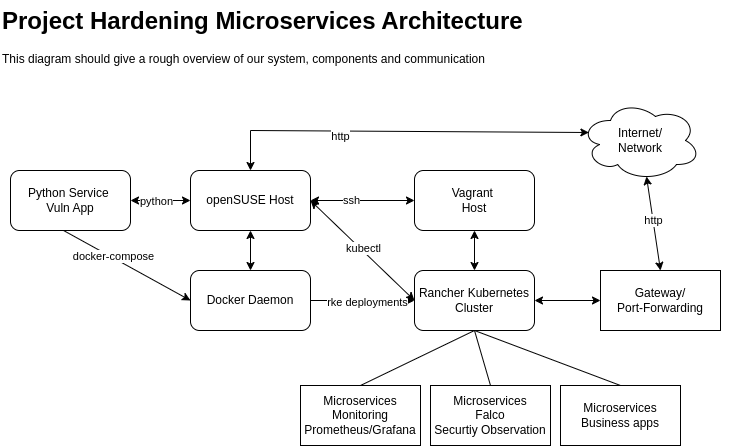 Project Hardening Microservices Architecture
This diagram should give a rough overview of our system, components and communication
http
Internet/
Network
Python Service
Vuln App
python
openSUSE Host
ssh
Vagrant
Host
http
docker-compose
kubectl
Docker Daemon
rke deployments
Rancher Kubernetes
Cluster
Gateway/
Port-Forwarding
Microservices
Monitoring
Prometheus/Grafana
Microservices
Falco
Securtiy Observation
Microservices
Business apps